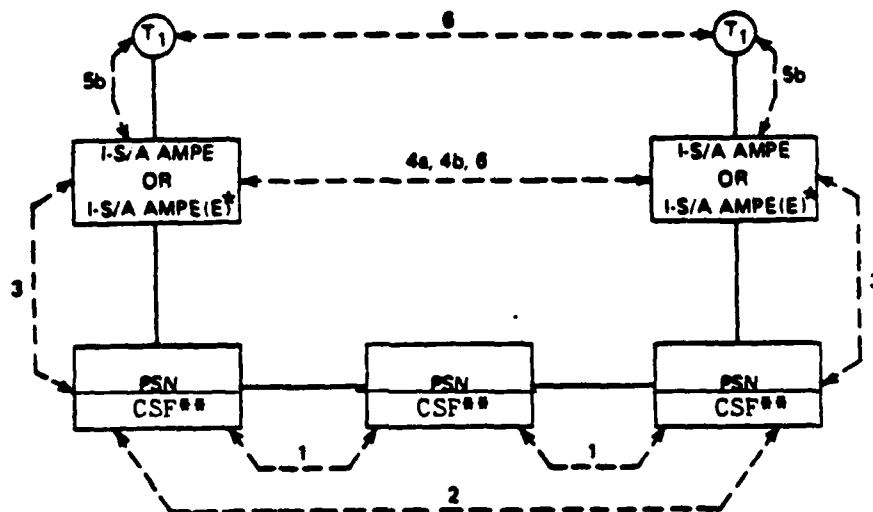 6
T1
T1
5b
5b
I-S/A AMPE
OR
I-S/A AMPE(E)*
4a, 4b, 6
I-S/A AMPE
OR
I-S/A AMPE(E)*
3
3
PSN
CSF**
PSN
CSF**
PSN
CSF**
1
1
2